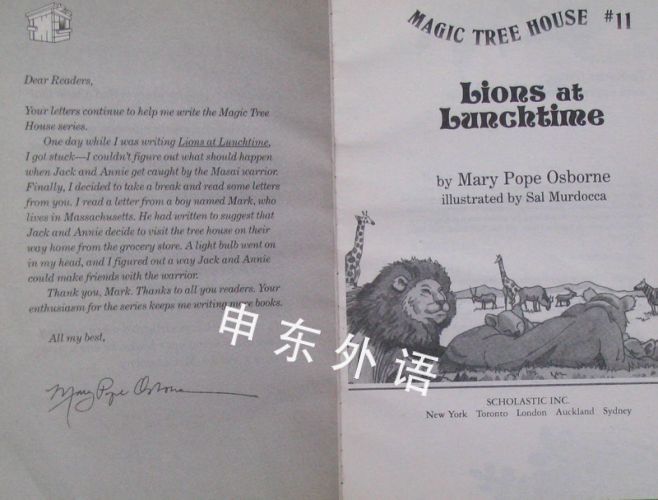 Dear Readers,
Your letters continue to help me write the Magic Tree
House series.
One day while I was writing Lions at Lunchtime,
I got stuck—I couldn't figure out what should happen
when Jack and Annie get caught by the Masai warrior.
Finally, I decided to take a break and read some letters
from you. I read a letter from a boy named Mark, who
lives in Massachusetts. He had written to suggest that
Jack and Annie decide to visit the tree house on their
way home from the grocery store. A light bulb went on
in my head, and I figured out a way Jack and Annie
could make friends with the warrior.
Thank you, Mark. Thanks to all you readers. Your
enthusiasm for the series keeps me writing more books.
All my best,
Mary Pope Osborne
MAGIC TREE HOUSE #11
Lions at
Lunchtime
by Mary Pope Osborne
illustrated by Sal Murdocca
SCHOLASTIC INC.
New York Toronto London Auckland Sydney
申东外语